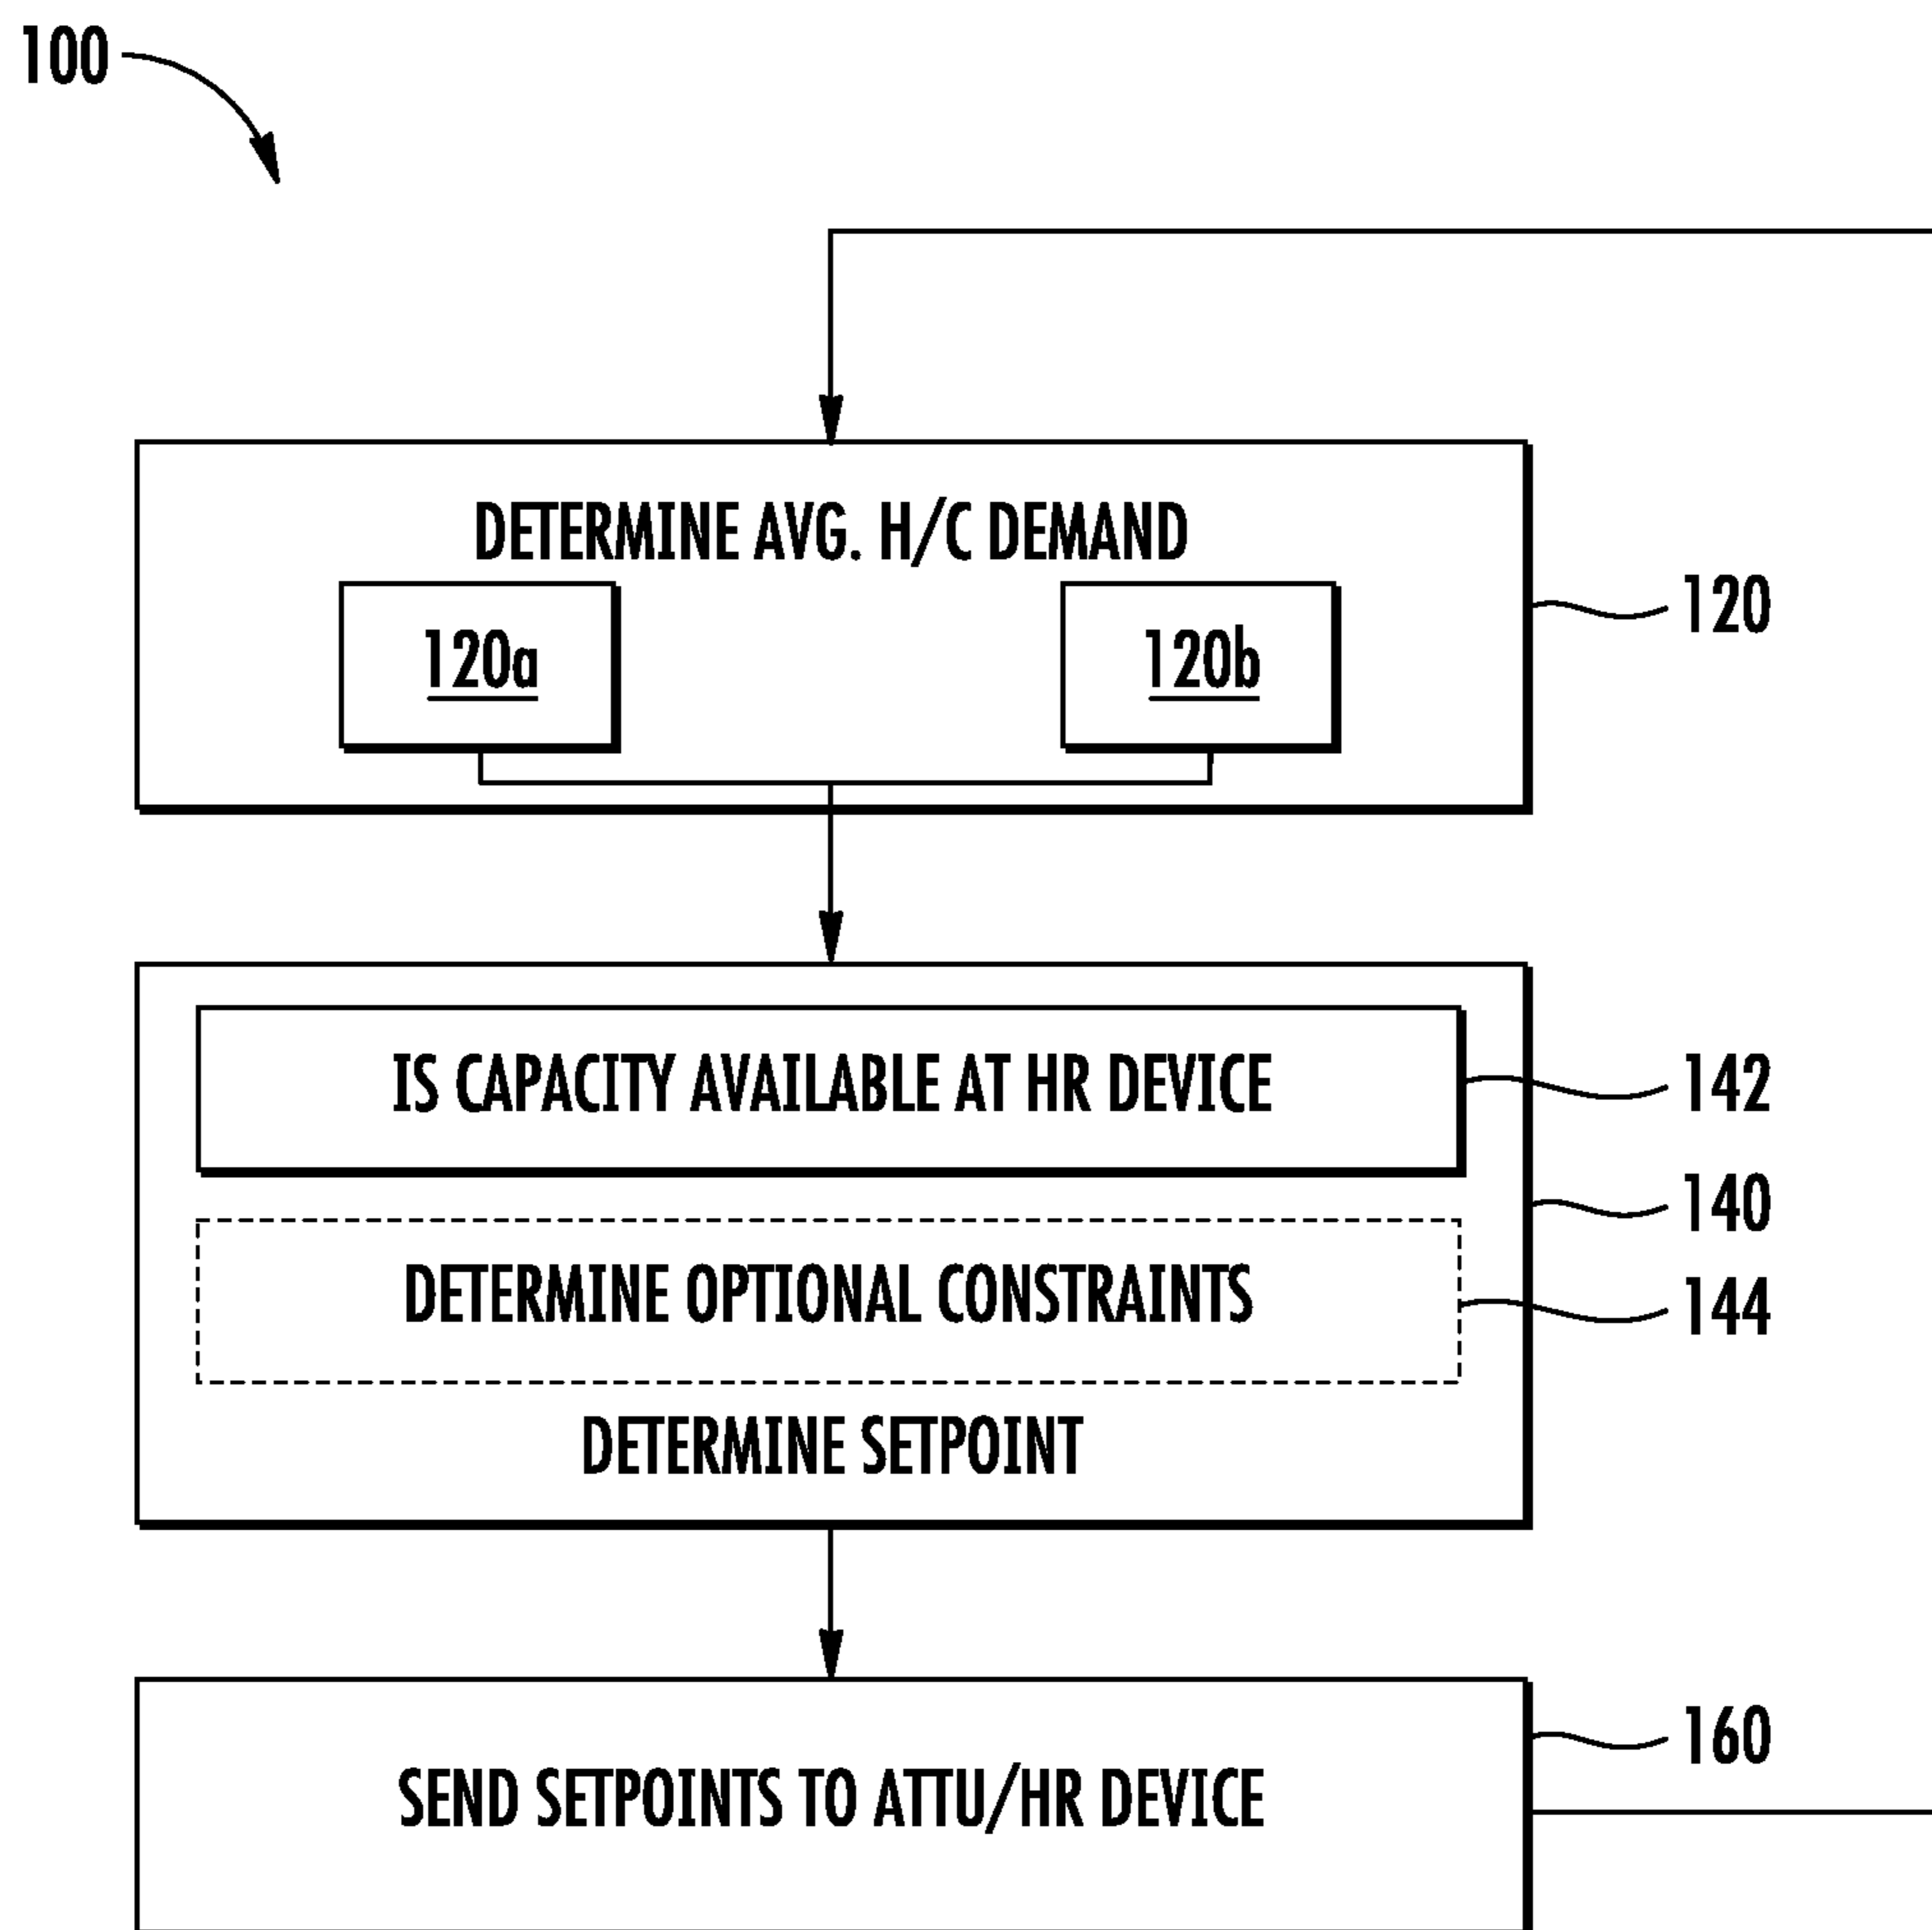 100
DETERMINE AVG. H/C DEMAND
120a
120b
120
IS CAPACITY AVAILABLE AT HR DEVICE
142
140
DETERMINE OPTIONAL CONSTRAINTS
144
DETERMINE SETPOINT
160
SEND SETPOINTS TO ATTU/HR DEVICE